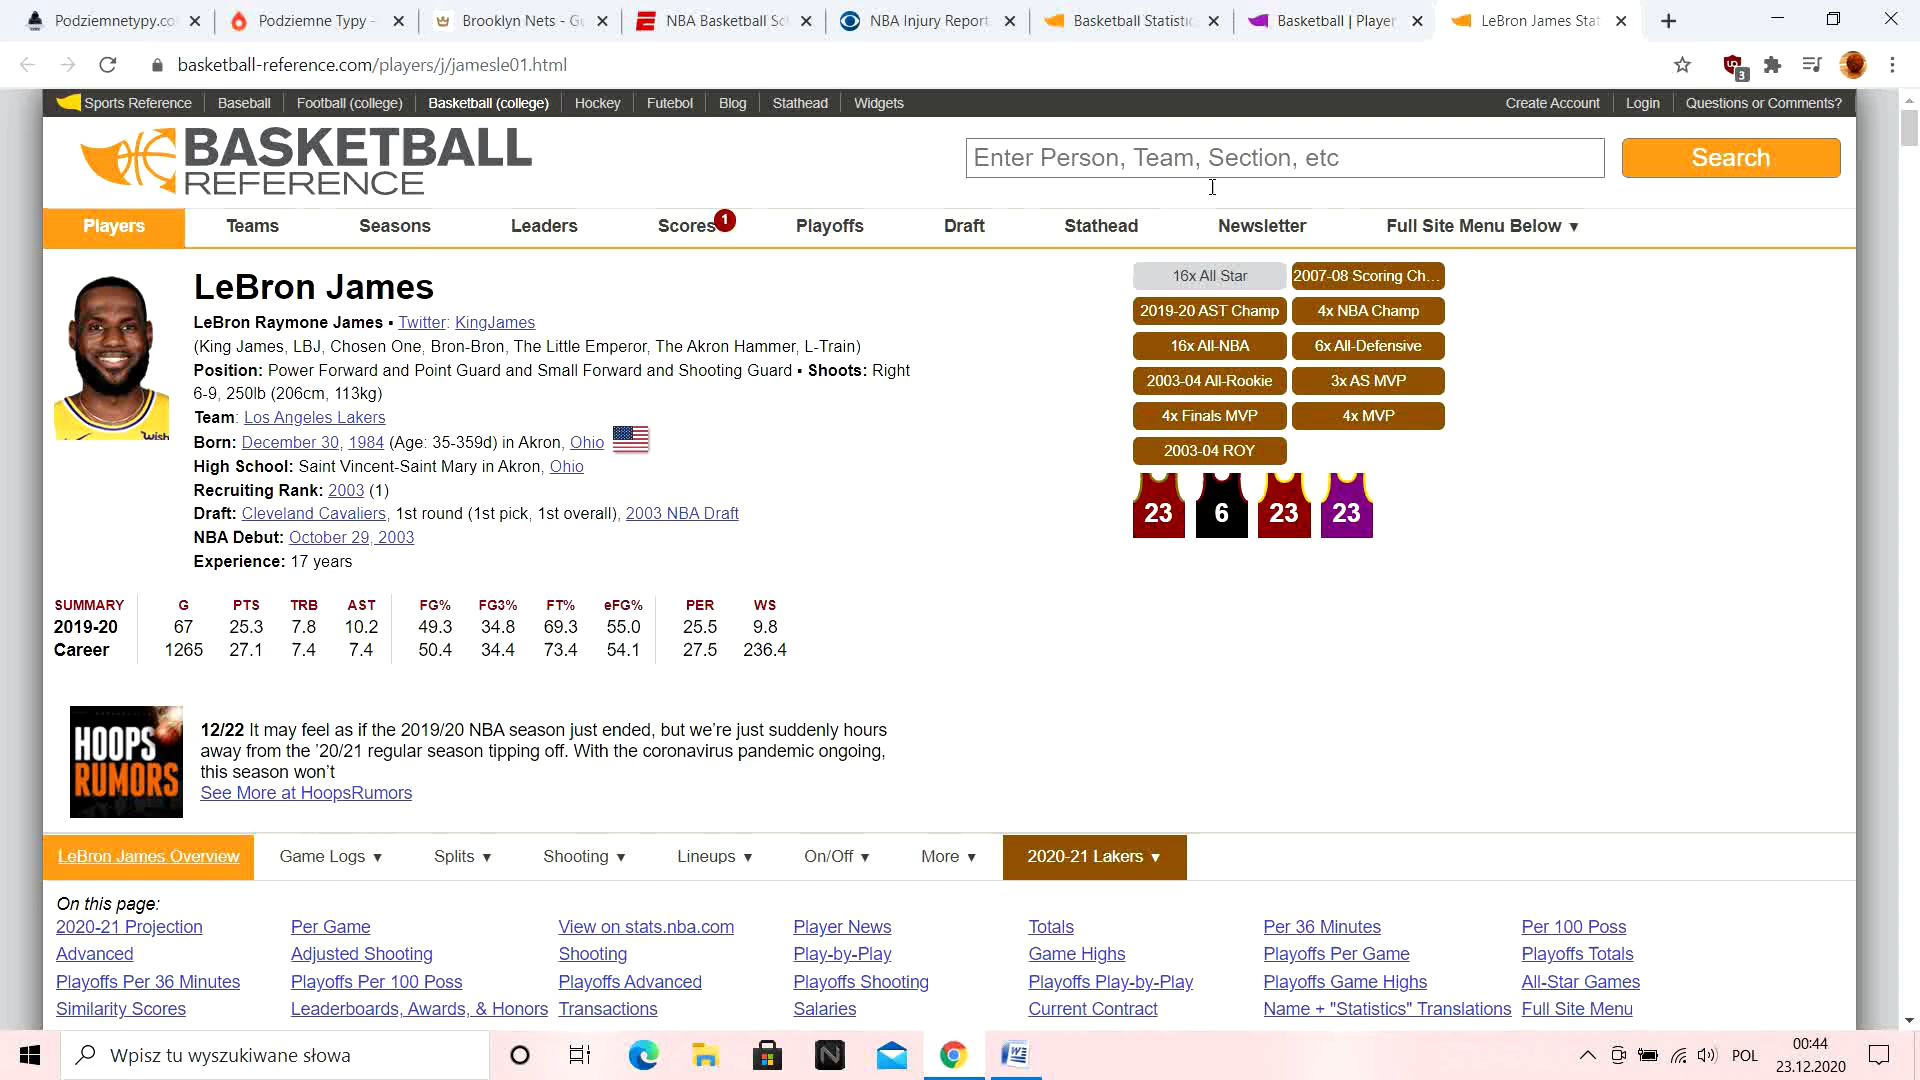 Podziemnetypy.co
Podziemne Typy -
Brooklyn Nets - G
NBA Basketball Sc
NBA Injury Report
Basketball Statistic
Basketball | Player
LeBron James Stat
basketball-reference.com/players/j/jamesle01.html
3
Sports Reference Baseball Football (college) Basketball (college) Hockey Futebol Blog Stathead Widgets Create Account Login Questions or Comments?
BASKETBALL
REFERENCE
Enter Person, Team, Section, etc Search
Players Teams Seasons Leaders Scores 1 Playoffs Draft Stathead Newsletter Full Site Menu Below ▼
LeBron James
LeBron Raymone James ▪ Twitter: KingJames
(King James, LBJ, Chosen One, Bron-Bron, The Little Emperor, The Akron Hammer, L-Train)
Position: Power Forward and Point Guard and Small Forward and Shooting Guard ▪ Shoots: Right
6-9, 250lb (206cm, 113kg)
Team: Los Angeles Lakers
Born: December 30, 1984 (Age: 35-359d) in Akron, Ohio
High School: Saint Vincent-Saint Mary in Akron, Ohio
Recruiting Rank: 2003 (1)
Draft: Cleveland Cavaliers, 1st round (1st pick, 1st overall), 2003 NBA Draft
NBA Debut: October 29, 2003
Experience: 17 years
wish
16x All Star 2007-08 Scoring Ch...
2019-20 AST Champ 4x NBA Champ
16x All-NBA 6x All-Defensive
2003-04 All-Rookie 3x AS MVP
4x Finals MVP 4x MVP
2003-04 ROY
23 6 23 23
SUMMARY G PTS TRB AST FG% FG3% FT% eFG% PER WS
2019-20 67 25.3 7.8 10.2 49.3 34.8 69.3 55.0 25.5 9.8
Career 1265 27.1 7.4 7.4 50.4 34.4 73.4 54.1 27.5 236.4
HOOPS
RUMORS
12/22 It may feel as if the 2019/20 NBA season just ended, but we're just suddenly hours
away from the '20/21 regular season tipping off. With the coronavirus pandemic ongoing,
this season won't
See More at HoopsRumors
LeBron James Overview Game Logs ▼ Splits ▼ Shooting ▼ Lineups ▼ On/Off ▼ More ▼ 2020-21 Lakers ▼
On this page:
2020-21 Projection Per Game View on stats.nba.com Player News Totals Per 36 Minutes Per 100 Poss
Advanced Adjusted Shooting Shooting Play-by-Play Game Highs Playoffs Per Game Playoffs Totals
Playoffs Per 36 Minutes Playoffs Per 100 Poss Playoffs Advanced Playoffs Shooting Playoffs Play-by-Play Playoffs Game Highs All-Star Games
Similarity Scores Leaderboards, Awards, & Honors Transactions Salaries Current Contract Name + "Statistics" Translations Full Site Menu
Wpisz tu wyszukiwane słowa
POL
00:44
23.12.2020